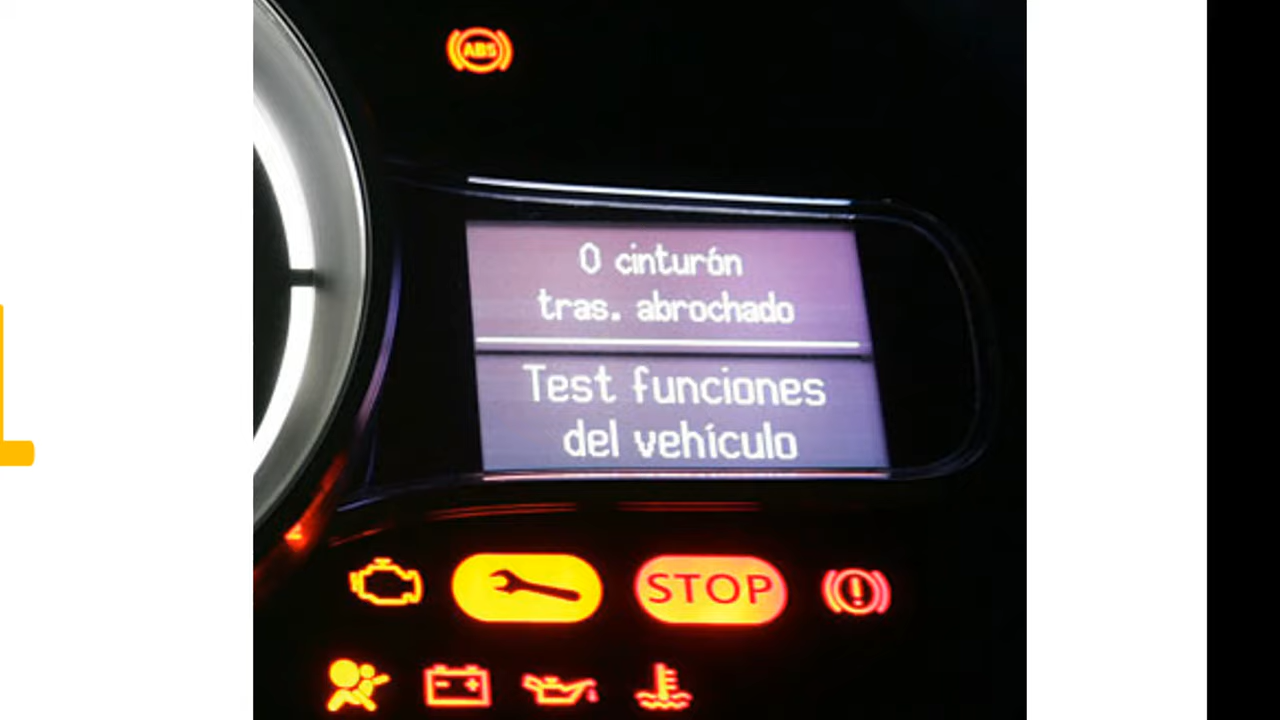 ABS
0 cinturón
tras. abrochado
Test funciones
del vehículo
STOP